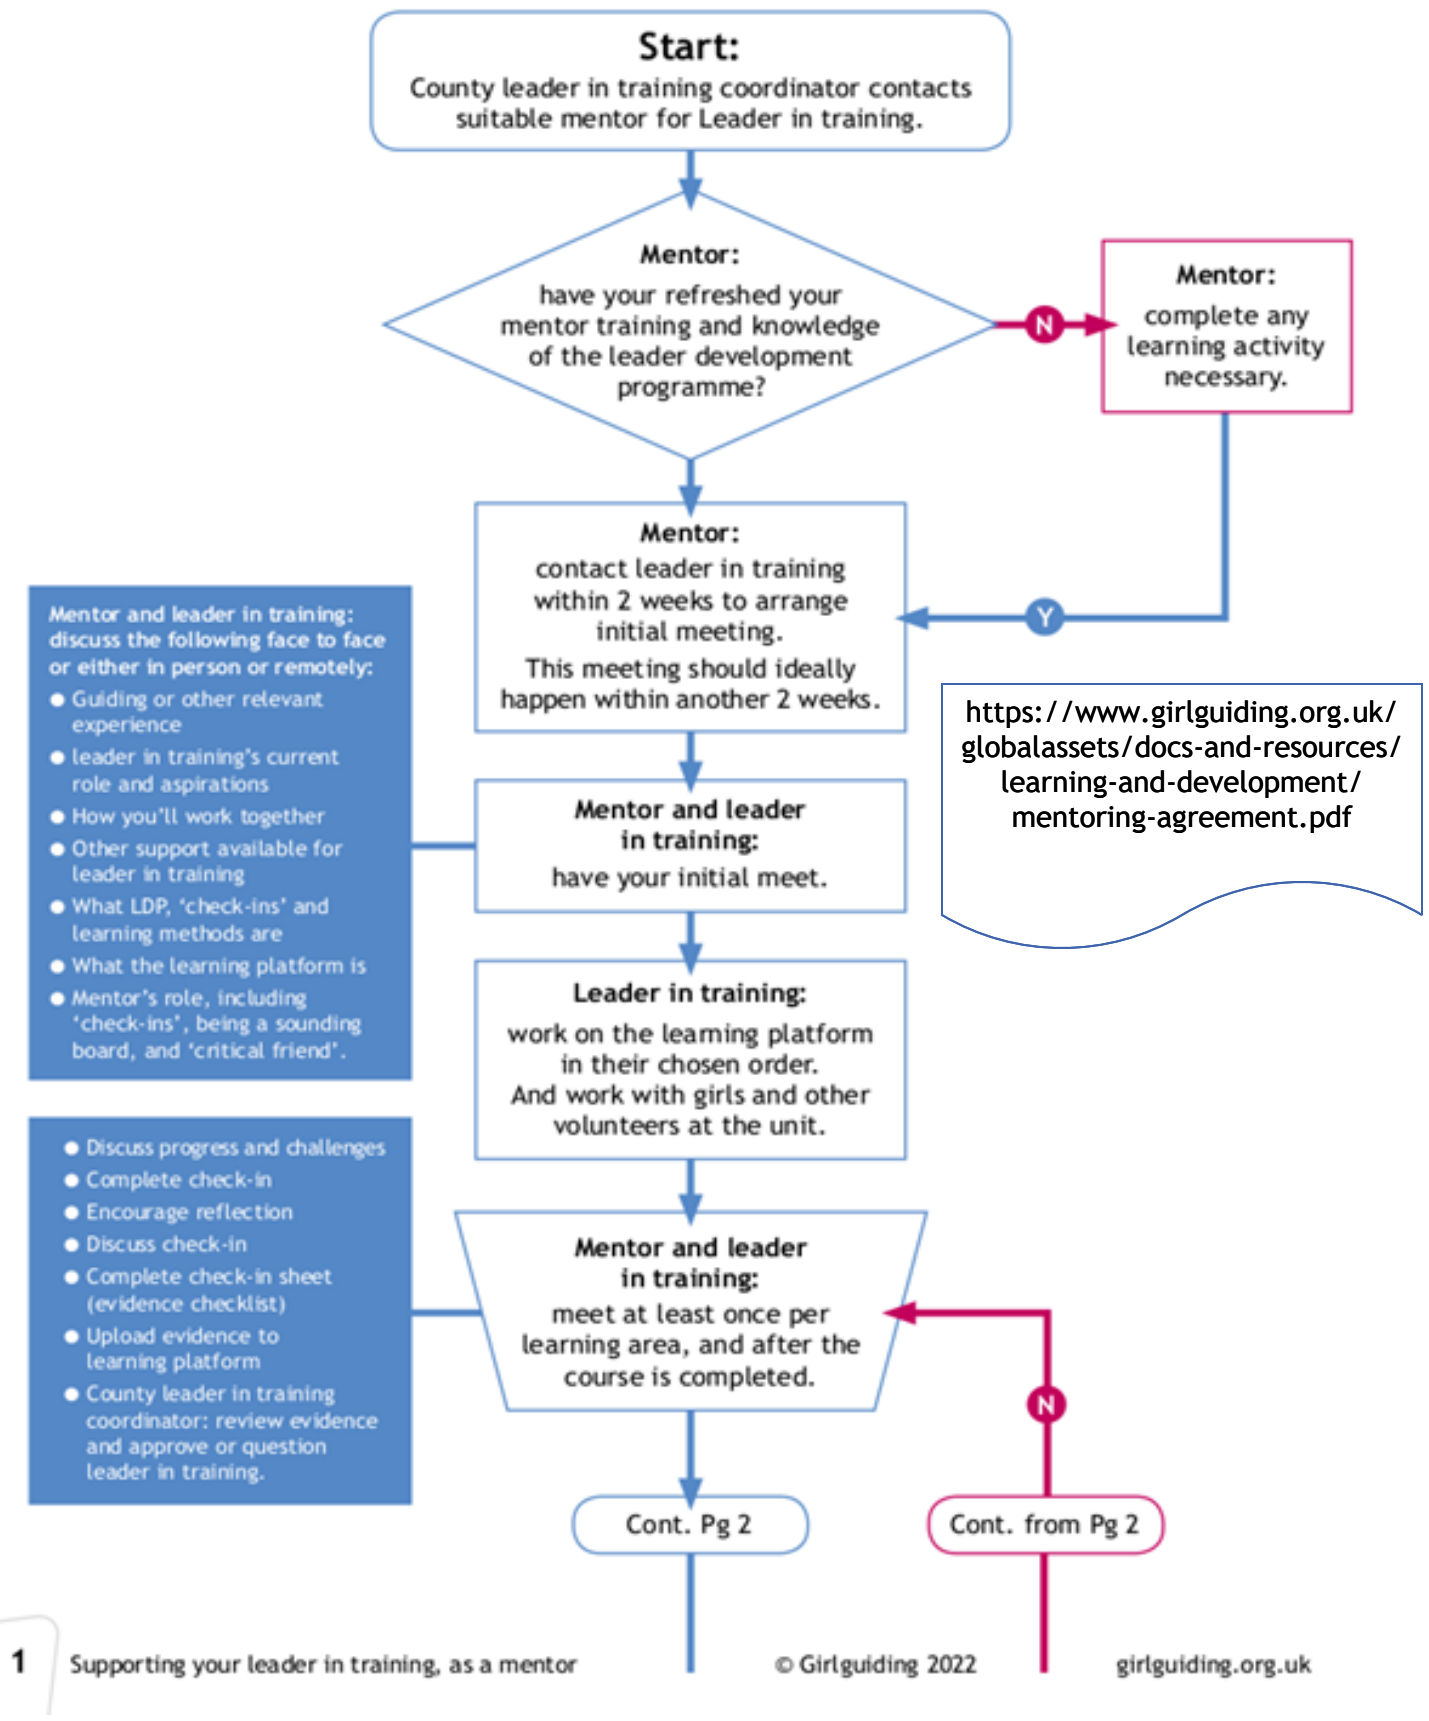 Start:
County leader in training coordinator contacts
suitable mentor for Leader in training.
Mentor:
have your refreshed your
mentor training and knowledge
of the leader development
programme?
N
Mentor:
complete any
learning activity
necessary.
Mentor:
contact leader in training
within 2 weeks to arrange
initial meeting.
This meeting should ideally
happen within another 2 weeks.
Y
https://www.girlguiding.org.uk/
globalassets/docs-and-resources/
learning-and-development/
mentoring-agreement.pdf
Mentor and leader in training:
discuss the following face to face
or either in person or remotely:
● Guiding or other relevant
experience
● leader in training's current
role and aspirations
● How you'll work together
● Other support available for
leader in training
● What LDP, 'check-ins' and
learning methods are
● What the learning platform is
● Mentor's role, including
'check-ins', being a sounding
board, and 'critical friend'.
Mentor and leader
in training:
have your initial meet.
Leader in training:
work on the learning platform
in their chosen order.
And work with girls and other
volunteers at the unit.
● Discuss progress and challenges
● Complete check-in
● Encourage reflection
● Discuss check-in
● Complete check-in sheet
(evidence checklist)
● Upload evidence to
learning platform
● County leader in training
coordinator: review evidence
and approve or question
leader in training.
Mentor and leader
in training:
meet at least once per
learning area, and after the
course is completed.
N
Cont. Pg 2
Cont. from Pg 2
1 Supporting your leader in training, as a mentor © Girlguiding 2022 girlguiding.org.uk